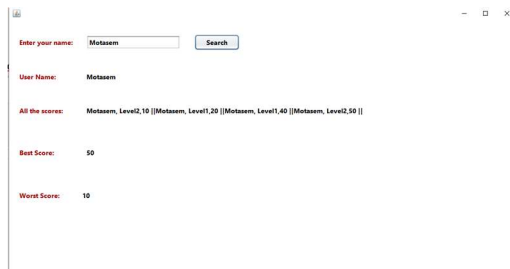 Enter your name: Motasem Search
User Name: Motasem
All the scores: Motasem, Level2,10 ||Motasem, Level1,20 ||Motasem, Level1,40 ||Motasem, Level2,50 ||
Best Score: 50
Worst Score: 10